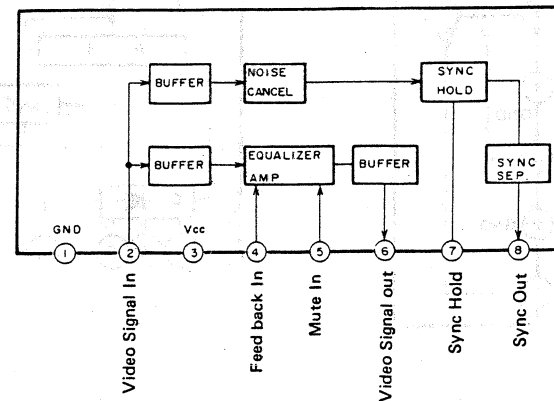 BUFFER
NOISE
CANCEL
SYNC
HOLD
BUFFER
EQUALIZER
AMP
BUFFER
SYNC
SEP.
GND
Vcc
1
2
3
4
5
6
7
8
Video Signal In
Feed back In
Mute In
Video Signal out
Sync Hold
Sync Out